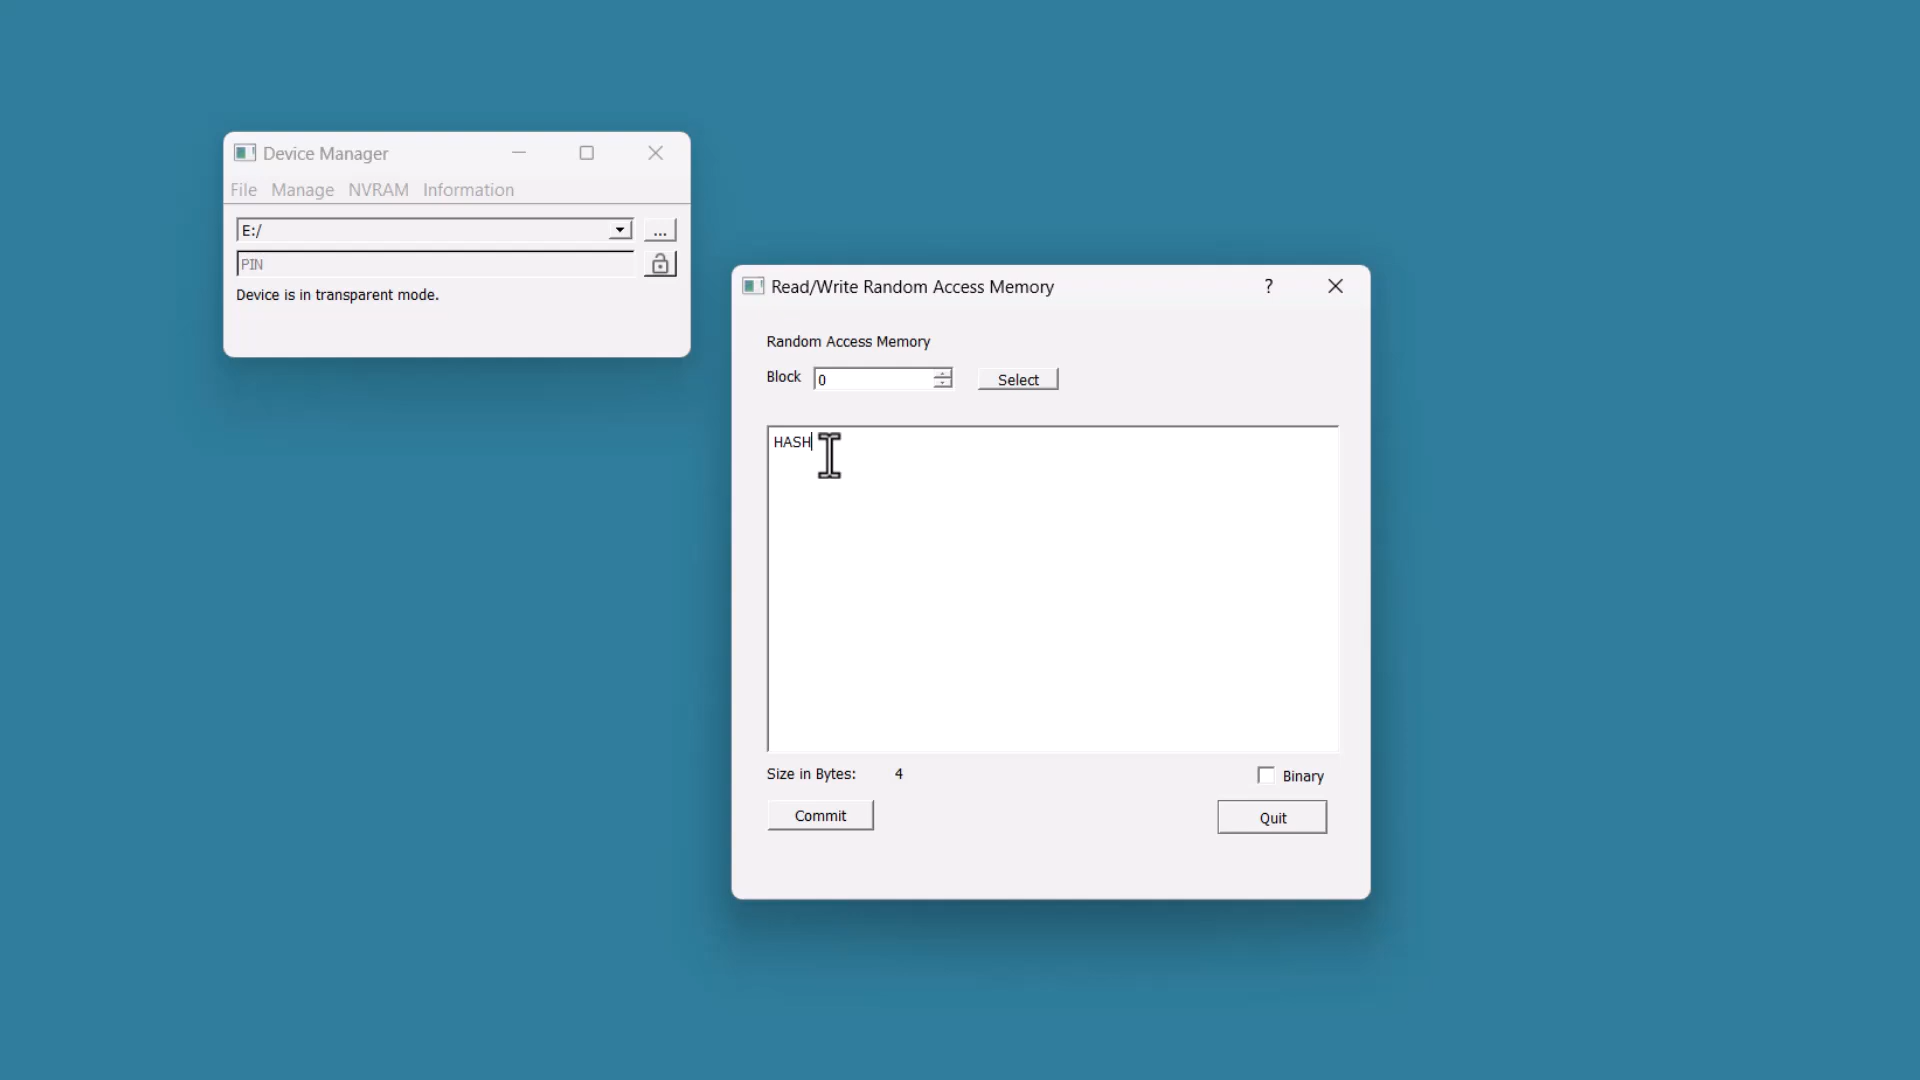 Device Manager
File Manage NVRAM Information
E:/
...
PIN
Device is in transparent mode.
Read/Write Random Access Memory
?
Random Access Memory
Block 0 Select
HASH
Size in Bytes: 4
Binary
Commit
Quit